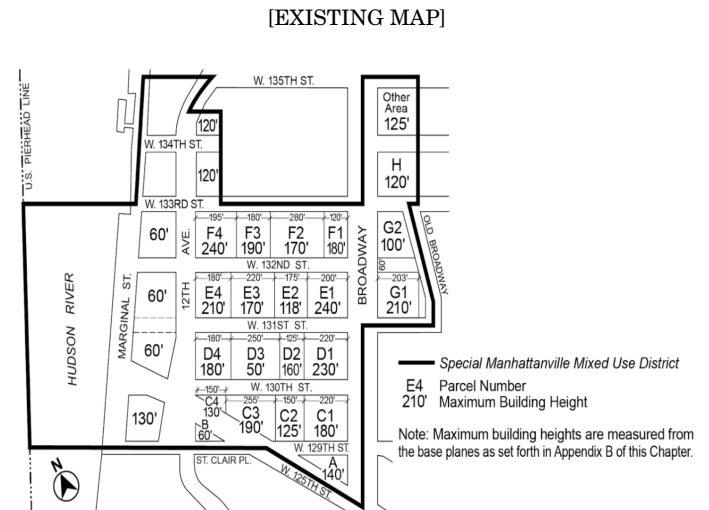 [EXISTING MAP]
U.S. PIERHEAD LINE
W. 135TH ST.
Other
Area
125'
120'
W. 134TH ST.
120'
H
120'
W. 133RD ST.
195' 180' 280' 120'
60'
AVE.
F4 F3 F2 F1
240' 190' 170' 180'
BROADWAY
G2
100'
OLD BROADWAY
W. 132ND ST.
60'
180' 220' 175' 200' 203'
60'
12TH
E4 E3 E2 E1 G1
210' 170' 118' 240' 210'
HUDSON RIVER
MARGINAL ST.
W. 131ST ST.
180' 250' 125' 220'
60'
D4 D3 D2 D1
180' 50' 160' 230'
W. 130TH ST.
150' 255' 150' 220'
C4
130'
C3 C2 C1
190' 125' 180'
130'
B
60'
W. 129TH ST.
ST. CLAIR PL.
A
140'
W. 125TH ST.
N
Special Manhattanville Mixed Use District
E4 Parcel Number
210' Maximum Building Height
Note: Maximum building heights are measured from
the base planes as set forth in Appendix B of this Chapter.